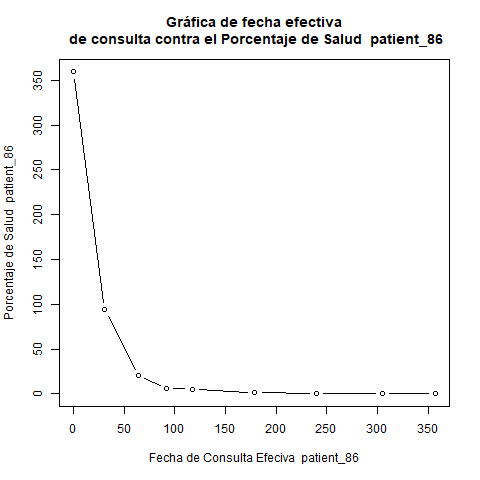 Gráfica de fecha efectiva
de consulta contra el Porcentaje de Salud patient_86
Porcentaje de Salud patient_86
350
300
250
200
150
100
50
0
0 50 100 150 200 250 300 350
Fecha de Consulta Efeciva patient_86